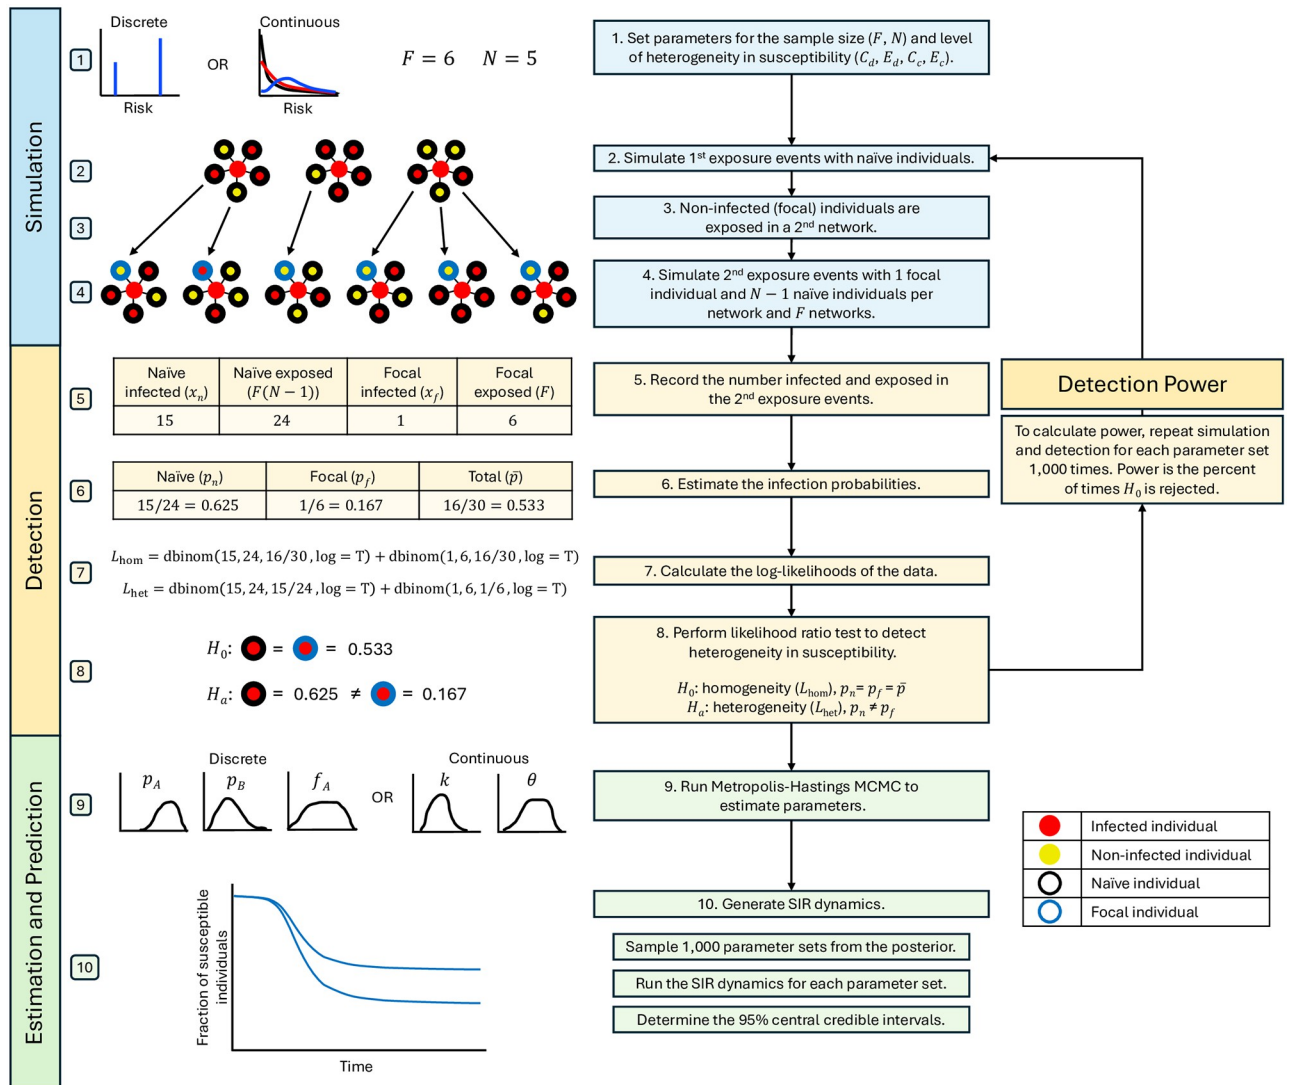 Simulation
1
Discrete
Risk
OR
Continuous
Risk
F = 6 N = 5
2
3
4
1. Set parameters for the sample size (F, N) and level
of heterogeneity in susceptibility (C_d, E_d, C_c, E_c).
2. Simulate 1st exposure events with naïve individuals.
3. Non-infected (focal) individuals are
exposed in a 2nd network.
4. Simulate 2nd exposure events with 1 focal
individual and N − 1 naïve individuals per
network and F networks.
Detection
5
Naïve
infected (x_n)
Naïve exposed
(F(N − 1))
Focal
infected (x_f)
Focal
exposed (F)
15 24 1 6
6
Naïve (p_n) Focal (p_f) Total (p̄)
15/24 = 0.625 1/6 = 0.167 16/30 = 0.533
7
L_hom = dbinom(15, 24, 16/30, log = T) + dbinom(1, 6, 16/30, log = T)
L_het = dbinom(15, 24, 15/24, log = T) + dbinom(1, 6, 1/6, log = T)
8
H_0: = = 0.533
H_a: = 0.625 ≠ = 0.167
5. Record the number infected and exposed in
the 2nd exposure events.
6. Estimate the infection probabilities.
7. Calculate the log-likelihoods of the data.
8. Perform likelihood ratio test to detect
heterogeneity in susceptibility.
H_0: homogeneity (L_hom), p_n = p_f = p̄
H_a: heterogeneity (L_het), p_n ≠ p_f
Detection Power
To calculate power, repeat simulation
and detection for each parameter set
1,000 times. Power is the percent
of times H_0 is rejected.
Estimation and Prediction
9
Discrete
p_A p_B f_A
OR
Continuous
k θ
10
Fraction of susceptible
individuals
Time
9. Run Metropolis-Hastings MCMC to
estimate parameters.
10. Generate SIR dynamics.
Sample 1,000 parameter sets from the posterior.
Run the SIR dynamics for each parameter set.
Determine the 95% central credible intervals.
Infected individual
Non-infected individual
Naïve individual
Focal individual